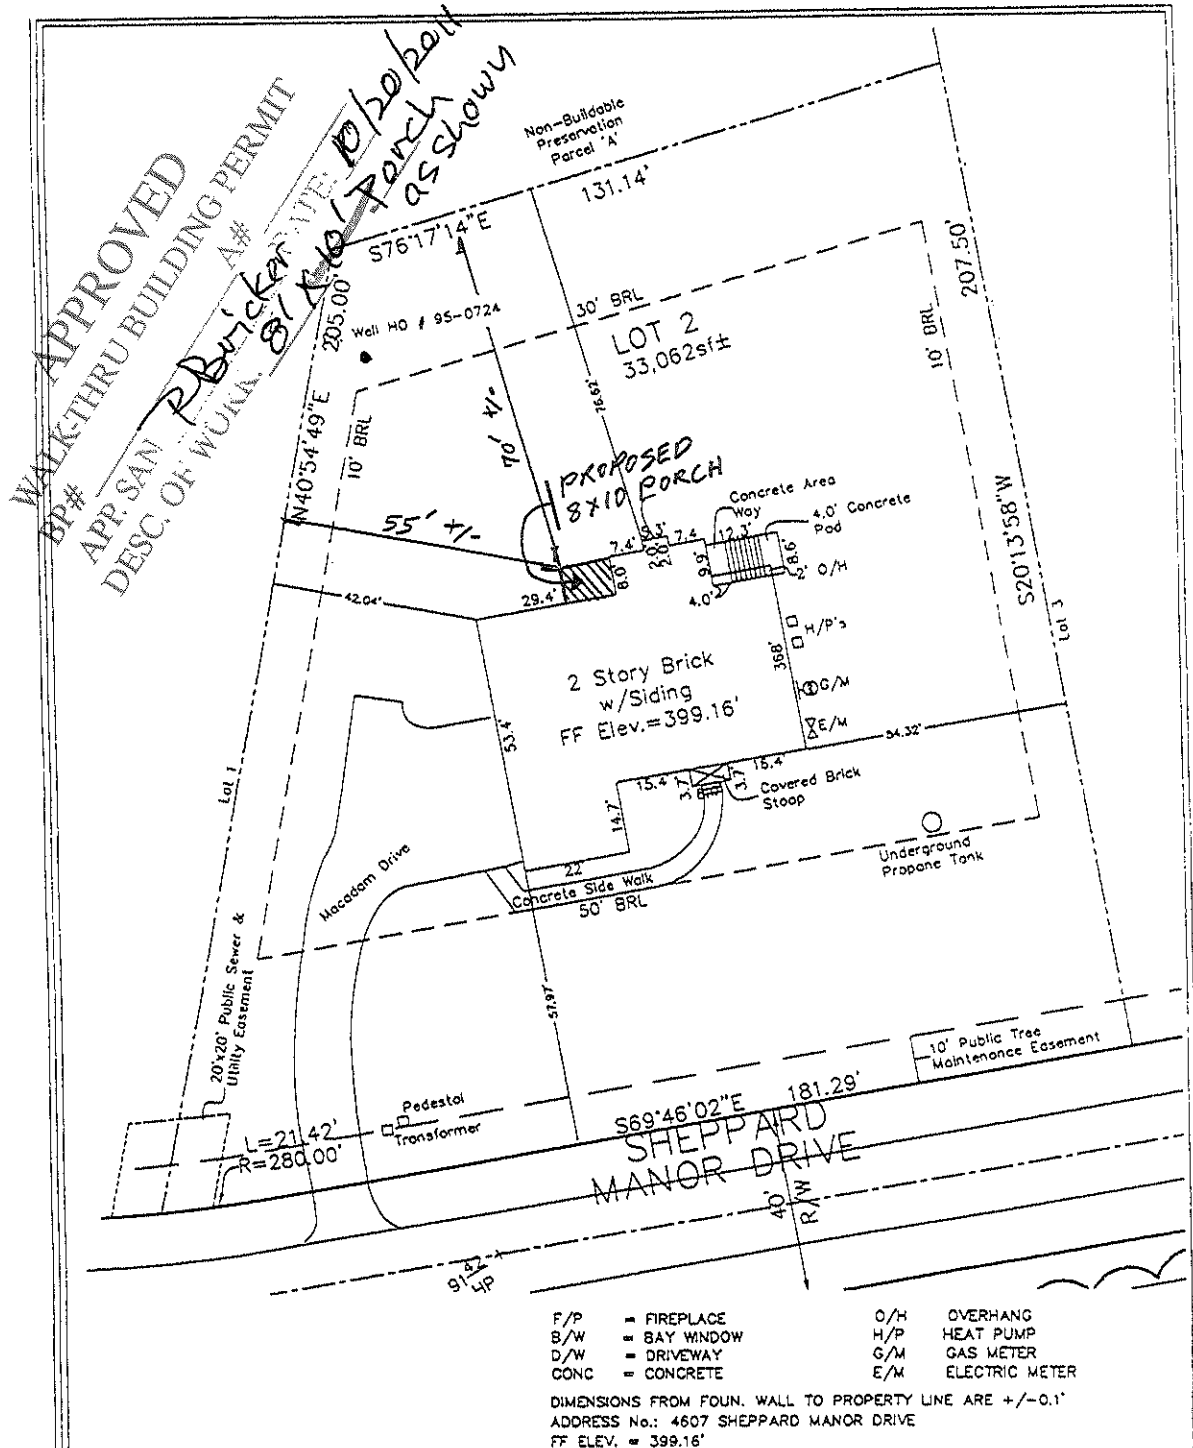 APPROVED
WALK-THRU BUILDING PERMIT
BP# A#
APP. SAN RBricker DATE: 10/20/2011
DESC. OF WORK. 8' X 10' Porch
as shown
Non-Buildable
Preservation
Parcel 'A'
131.14'
S76°17'14"E
205.00'
N40°54'49"E
Well HO # 95-0724
30' BRL
LOT 2
33,062sf±
10' BRL
10' BRL
207.50'
S20°13'58"W
76.62'
70' +/-
PROPOSED
8X10 PORCH
55' +/-
Concrete Area
Way
4.0' Concrete
Pad
7.4'
2.0'
2.0'
7.4
12.3'
9.9'
8.6'
2' O/H
4.0'
8.0'
29.4'
42.04'
H/P's
368'
G/M
E/M
2 Story Brick
w/Siding
FF Elev.=399.16'
53.4'
54.32'
Lot 3
Lot 1
15.4'
3.7'
3.7'
15.4'
Covered Brick
Stoop
14.7'
22'
Underground
Propane Tank
Macadam Drive
Concrete Side Walk
50' BRL
57.97'
20'x20' Public Sewer &
Utility Easement
10' Public Tree
Maintenance Easement
Pedestal
Transformer
L=21.42'
R=280.00'
S69°46'02"E 181.29'
SHEPPARD
MANOR DRIVE
40'
R/W
F/P = FIREPLACE O/H OVERHANG
B/W = BAY WINDOW H/P HEAT PUMP
D/W = DRIVEWAY G/M GAS METER
CONC = CONCRETE E/M ELECTRIC METER
DIMENSIONS FROM FOUN. WALL TO PROPERTY LINE ARE +/-0.1'
ADDRESS No.: 4607 SHEPPARD MANOR DRIVE
FF ELEV. = 399.16'